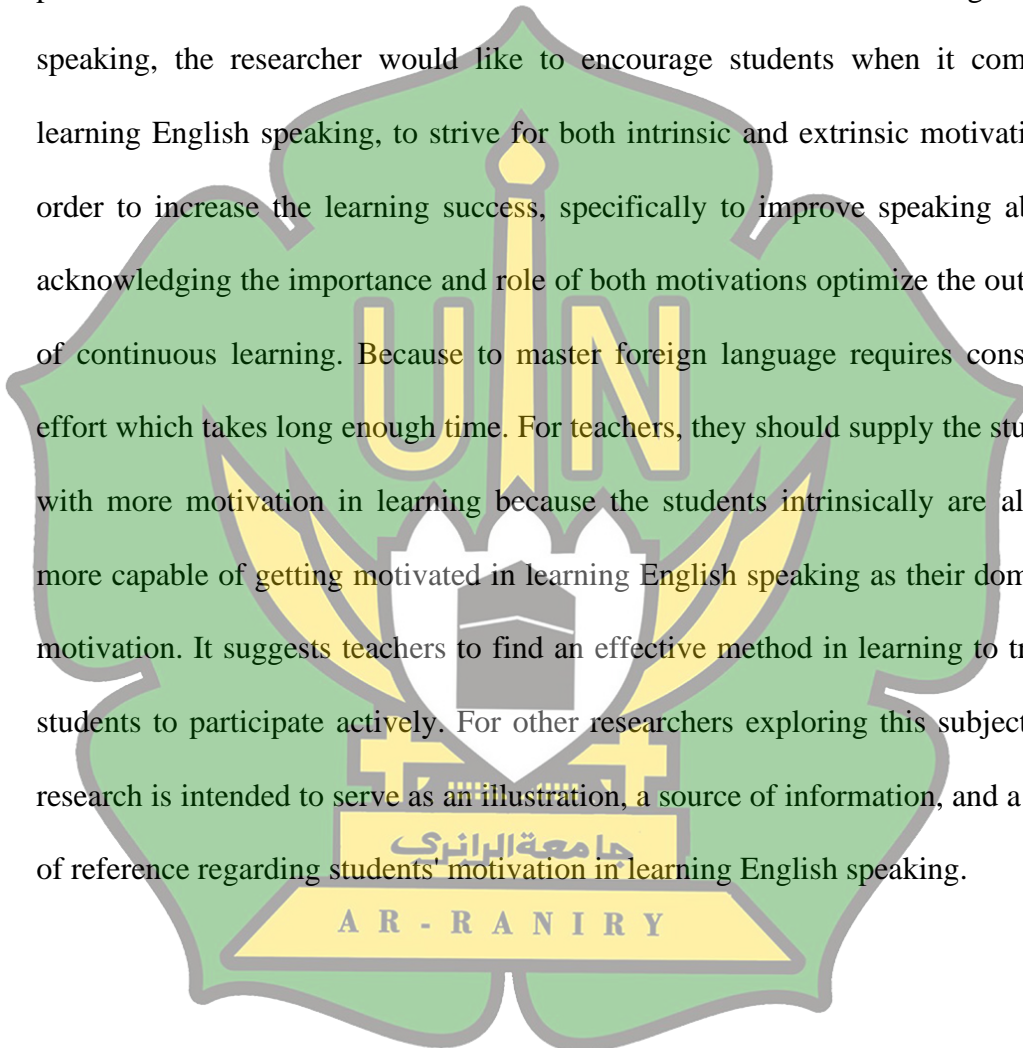 speaking, the researcher would like to encourage students when it com
learning English speaking, to strive for both intrinsic and extrinsic motivati
order to increase the learning success, specifically to improve speaking ab
acknowledging the importance and role of both motivations optimize the out
of continuous learning. Because to master foreign language requires cons
effort which takes long enough time. For teachers, they should supply the stu
with more motivation in learning because the students intrinsically are al
more capable of getting motivated in learning English speaking as their dom
motivation. It suggests teachers to find an effective method in learning to tr
students to participate actively. For other researchers exploring this subject
research is intended to serve as an illustration, a source of information, and a
of reference regarding students' motivation in learning English speaking.
UIN
جامعة الرانري
AR-RANIRY